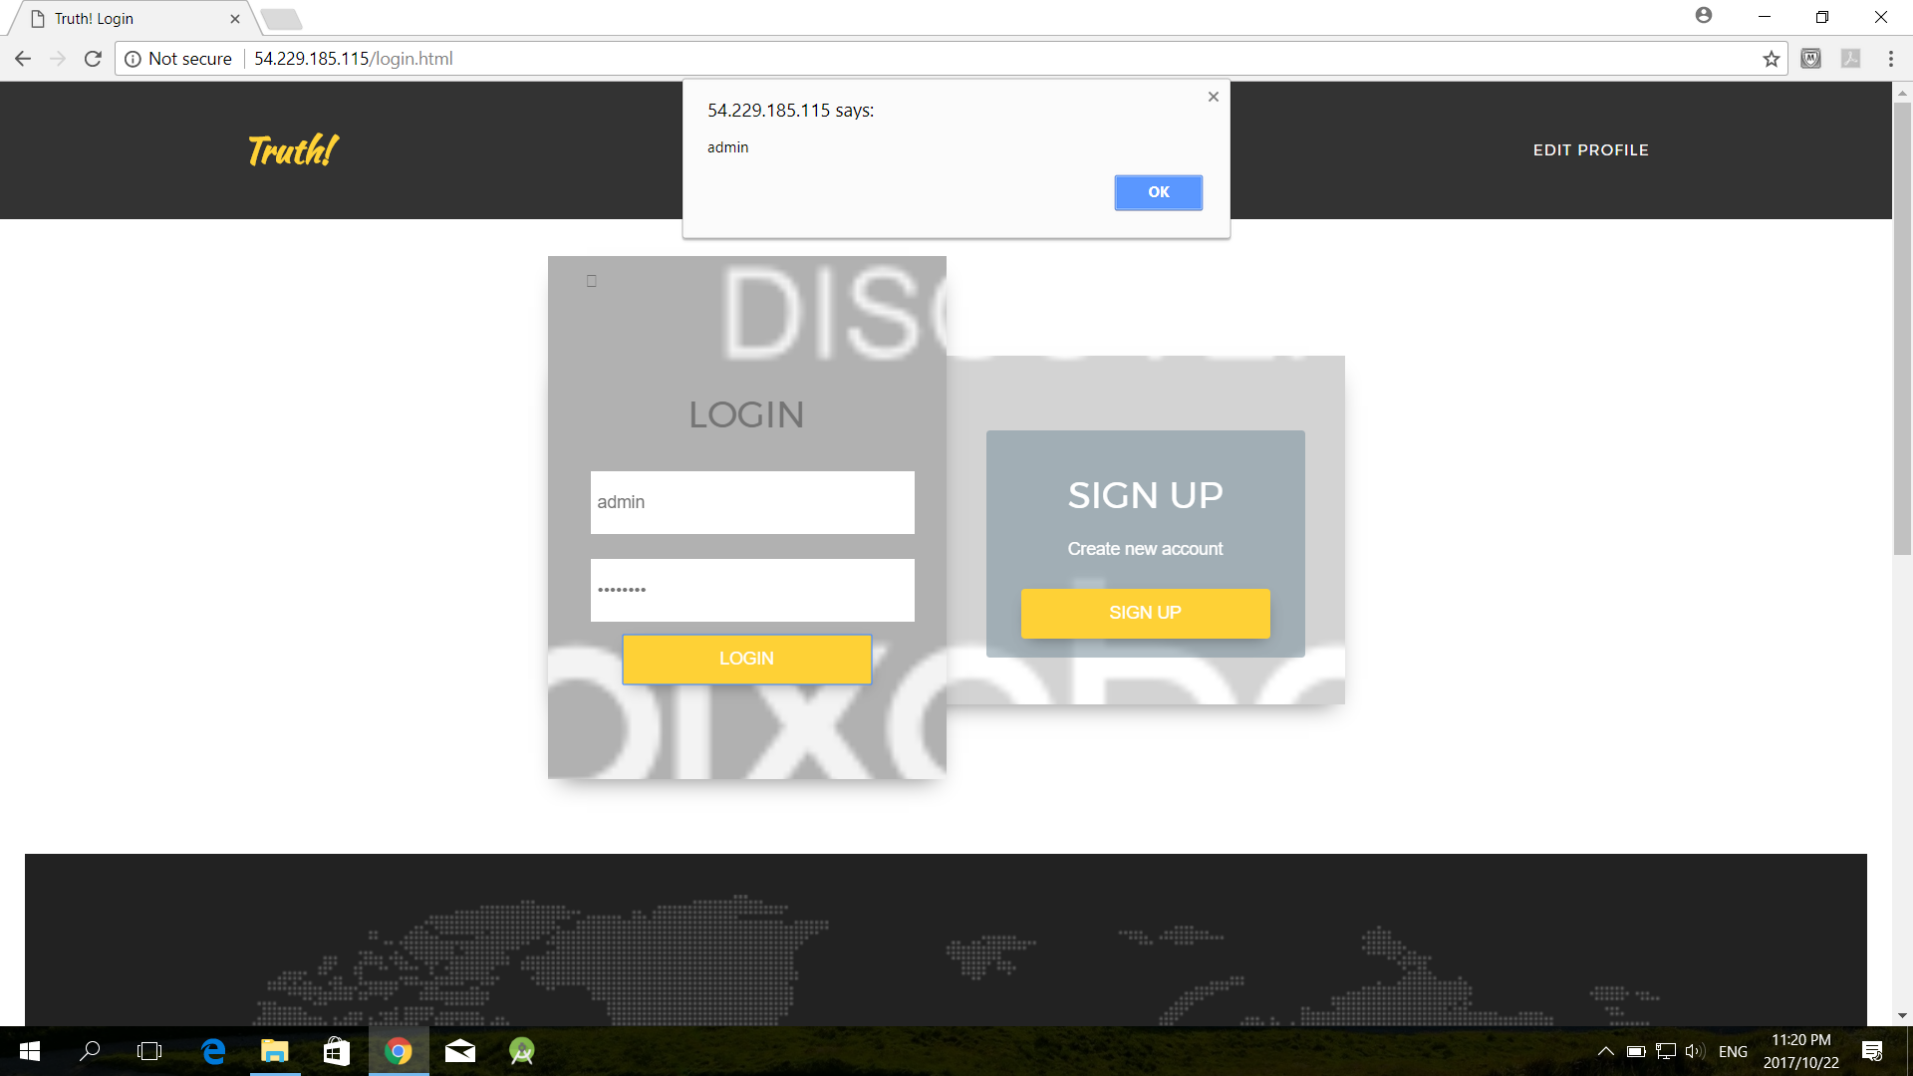 Truth! Login
Not secure
54.229.185.115/login.html
54.229.185.115 says:
admin
OK
Truth!
EDIT PROFILE
LOGIN
admin
••••••••
LOGIN
SIGN UP
Create new account
SIGN UP
ENG
11:20 PM
2017/10/22